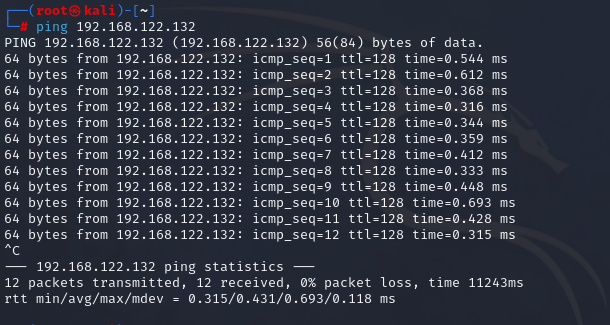 ┌──(root㉿kali)-[~]
└─# ping 192.168.122.132
PING 192.168.122.132 (192.168.122.132) 56(84) bytes of data.
64 bytes from 192.168.122.132: icmp_seq=1 ttl=128 time=0.544 ms
64 bytes from 192.168.122.132: icmp_seq=2 ttl=128 time=0.612 ms
64 bytes from 192.168.122.132: icmp_seq=3 ttl=128 time=0.368 ms
64 bytes from 192.168.122.132: icmp_seq=4 ttl=128 time=0.316 ms
64 bytes from 192.168.122.132: icmp_seq=5 ttl=128 time=0.344 ms
64 bytes from 192.168.122.132: icmp_seq=6 ttl=128 time=0.359 ms
64 bytes from 192.168.122.132: icmp_seq=7 ttl=128 time=0.412 ms
64 bytes from 192.168.122.132: icmp_seq=8 ttl=128 time=0.333 ms
64 bytes from 192.168.122.132: icmp_seq=9 ttl=128 time=0.448 ms
64 bytes from 192.168.122.132: icmp_seq=10 ttl=128 time=0.693 ms
64 bytes from 192.168.122.132: icmp_seq=11 ttl=128 time=0.428 ms
64 bytes from 192.168.122.132: icmp_seq=12 ttl=128 time=0.315 ms
^C
--- 192.168.122.132 ping statistics ---
12 packets transmitted, 12 received, 0% packet loss, time 11243ms
rtt min/avg/max/mdev = 0.315/0.431/0.693/0.118 ms